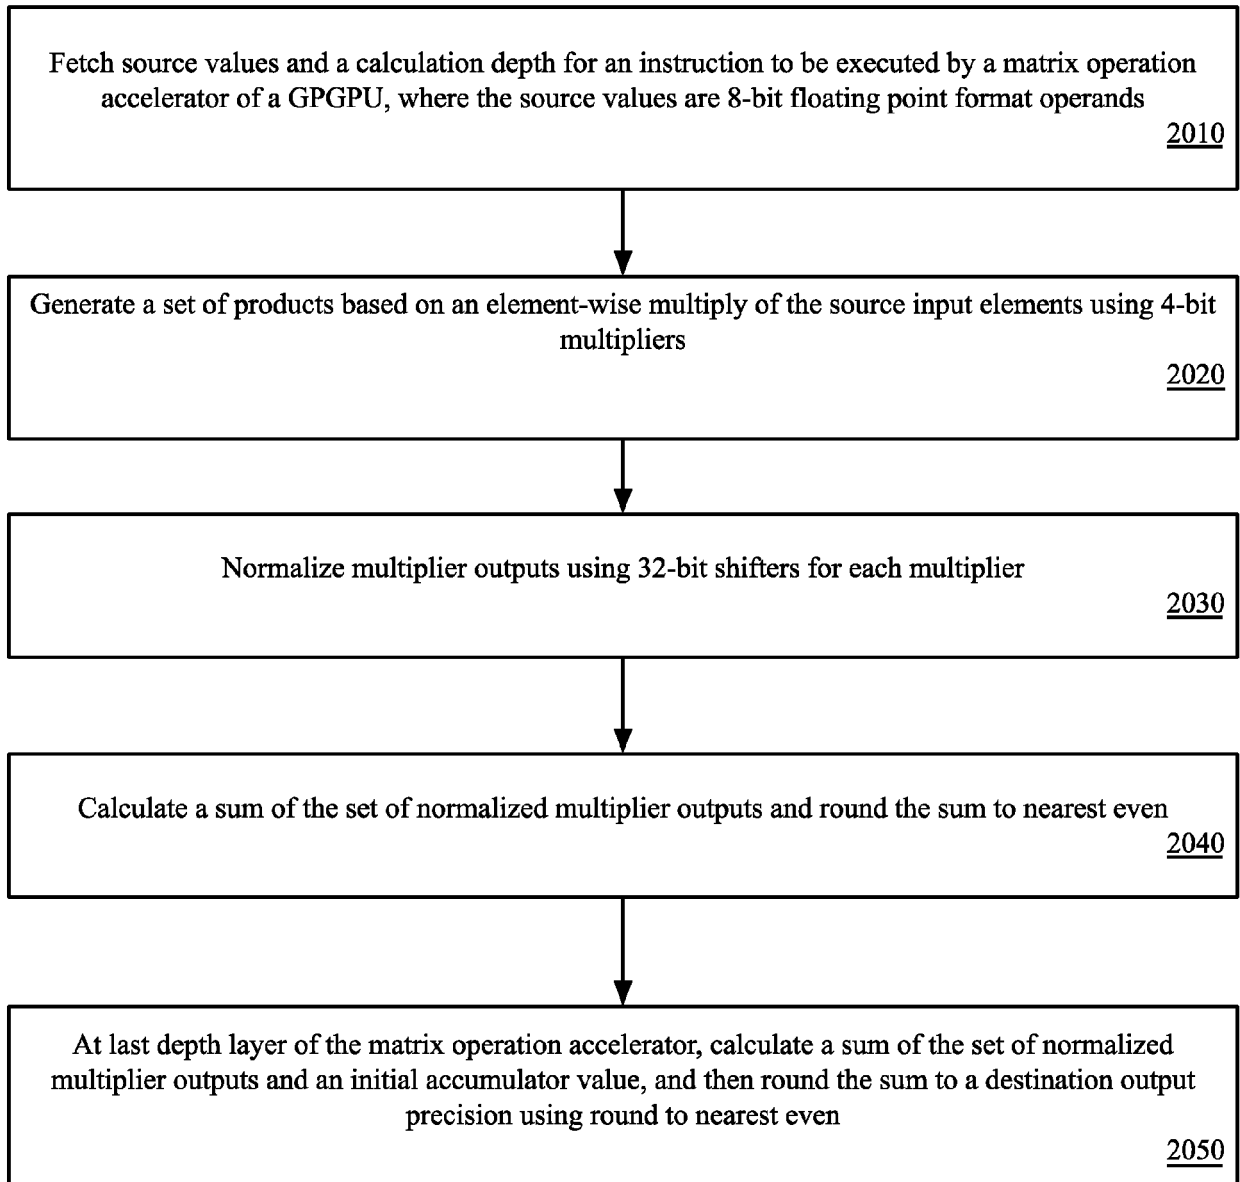 Fetch source values and a calculation depth for an instruction to be executed by a matrix operation
accelerator of a GPGPU, where the source values are 8-bit floating point format operands
2010
Generate a set of products based on an element-wise multiply of the source input elements using 4-bit
multipliers
2020
Normalize multiplier outputs using 32-bit shifters for each multiplier
2030
Calculate a sum of the set of normalized multiplier outputs and round the sum to nearest even
2040
At last depth layer of the matrix operation accelerator, calculate a sum of the set of normalized
multiplier outputs and an initial accumulator value, and then round the sum to a destination output
precision using round to nearest even
2050